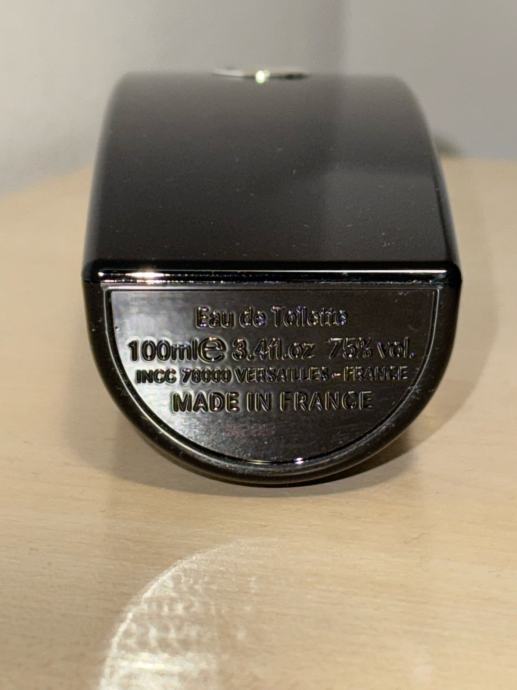 Eau de Toilette
100ml℮ 3.4fl.oz 75% vol.
INCC 78000 VERSAILLES - FRANCE
MADE IN FRANCE